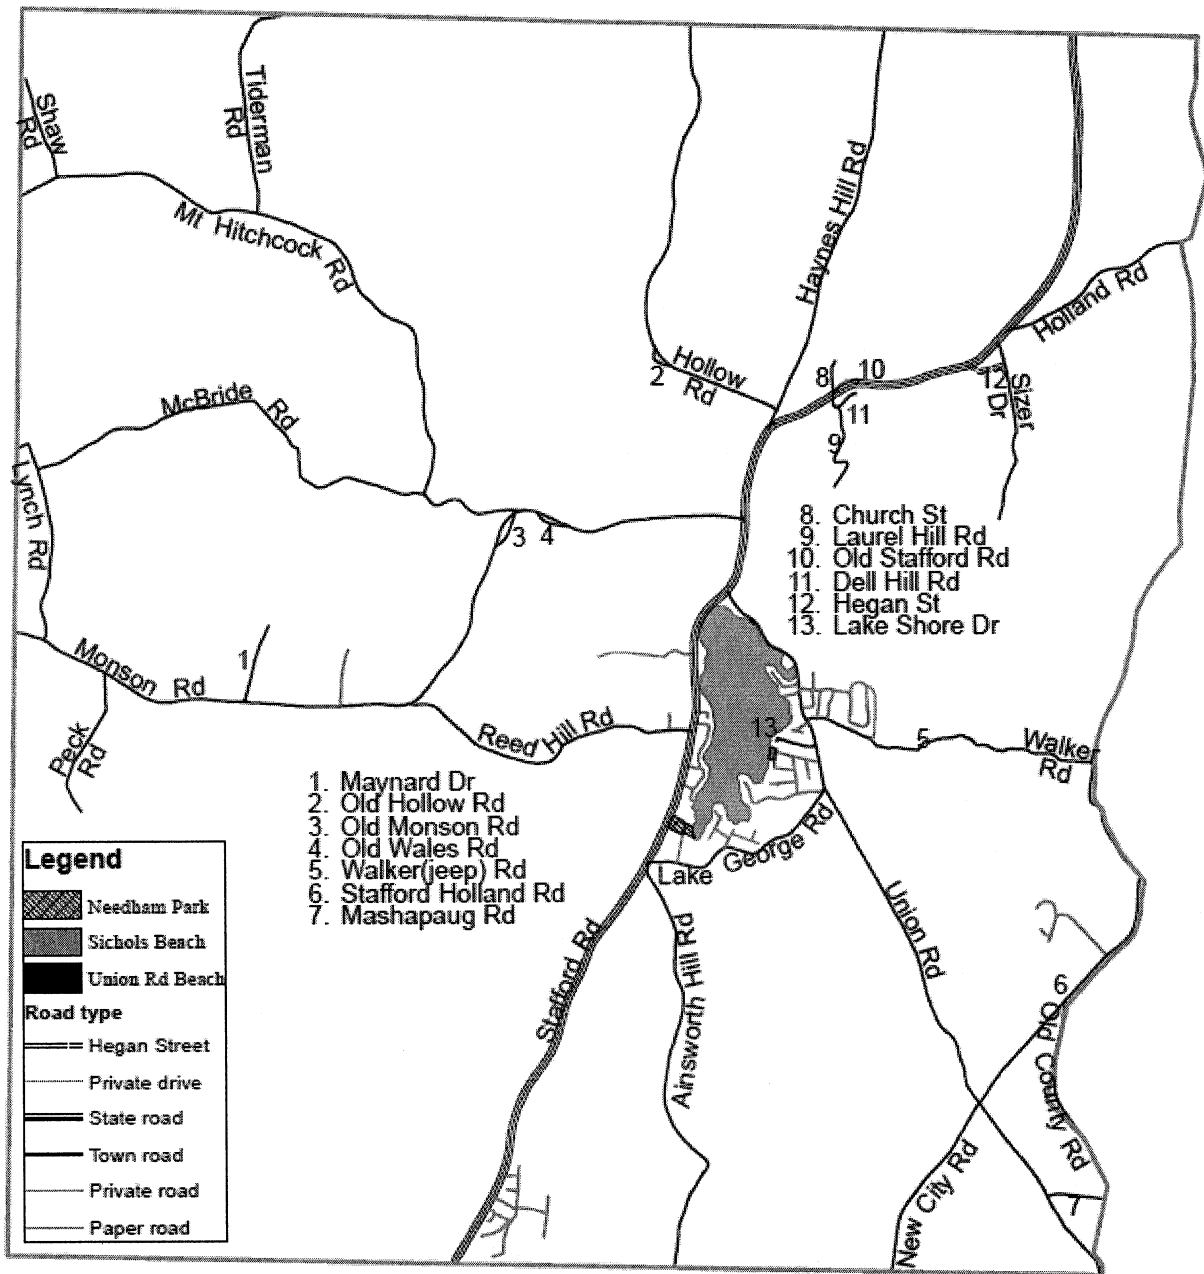 Shaw
Rd
Tiderman
Rd
Mt Hitchcock Rd
Haynes Hill Rd
Holland Rd
Hollow
Rd
2
8
10
12
Sizer
Dr
11
9
McBride Rd
Lynch Rd
3
4
8. Church St
9. Laurel Hill Rd
10. Old Stafford Rd
11. Dell Hill Rd
12. Hegan St
13. Lake Shore Dr
1
Monson Rd
Peck
Rd
Reed Hill Rd
13
5
Walker
Rd
1. Maynard Dr
2. Old Hollow Rd
3. Old Monson Rd
4. Old Wales Rd
5. Walker(jeep) Rd
6. Stafford Holland Rd
7. Mashapaug Rd
Lake George Rd
Stafford Rd
Ainsworth Hill Rd
Union Rd
6
Old County Rd
New City Rd
Legend
Needham Park
Sichols Beach
Union Rd Beach
Road type
Hegan Street
Private drive
State road
Town road
Private road
Paper road